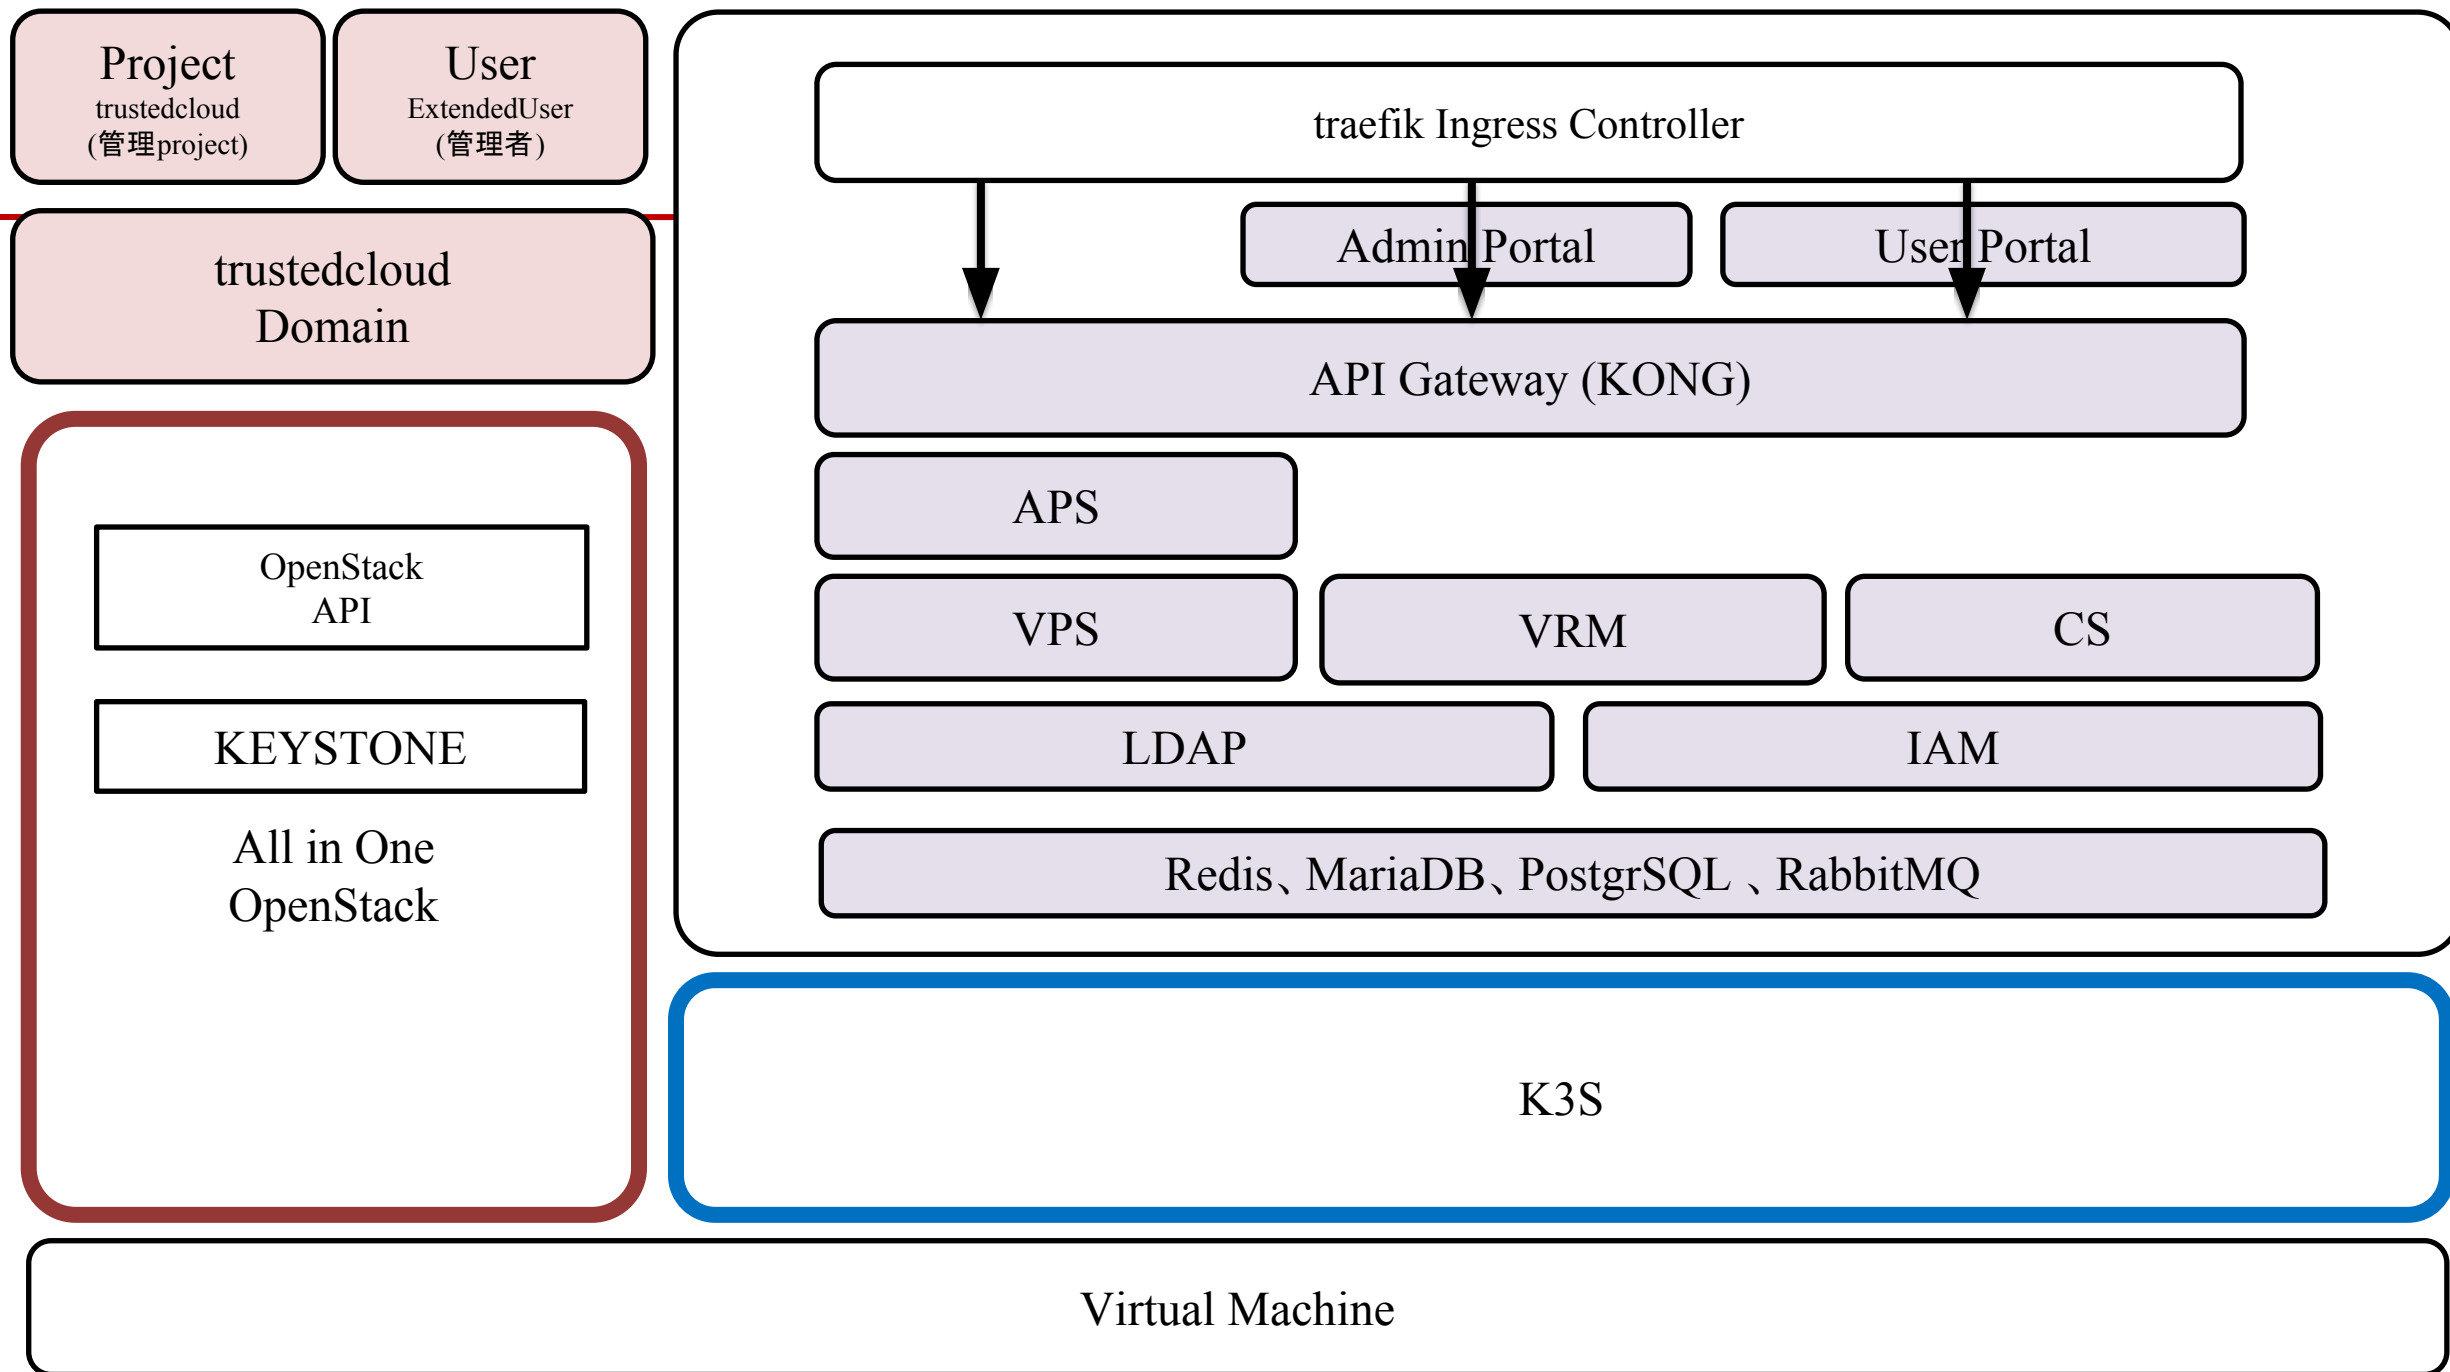 Project
trustedcloud
(管理project)
User
ExtendedUser
(管理者)
trustedcloud
Domain
OpenStack
API
KEYSTONE
All in One
OpenStack
traefik Ingress Controller
Admin Portal
User Portal
API Gateway (KONG)
APS
VPS
VRM
CS
LDAP
IAM
Redis、MariaDB、PostgrSQL 、RabbitMQ
K3S
Virtual Machine